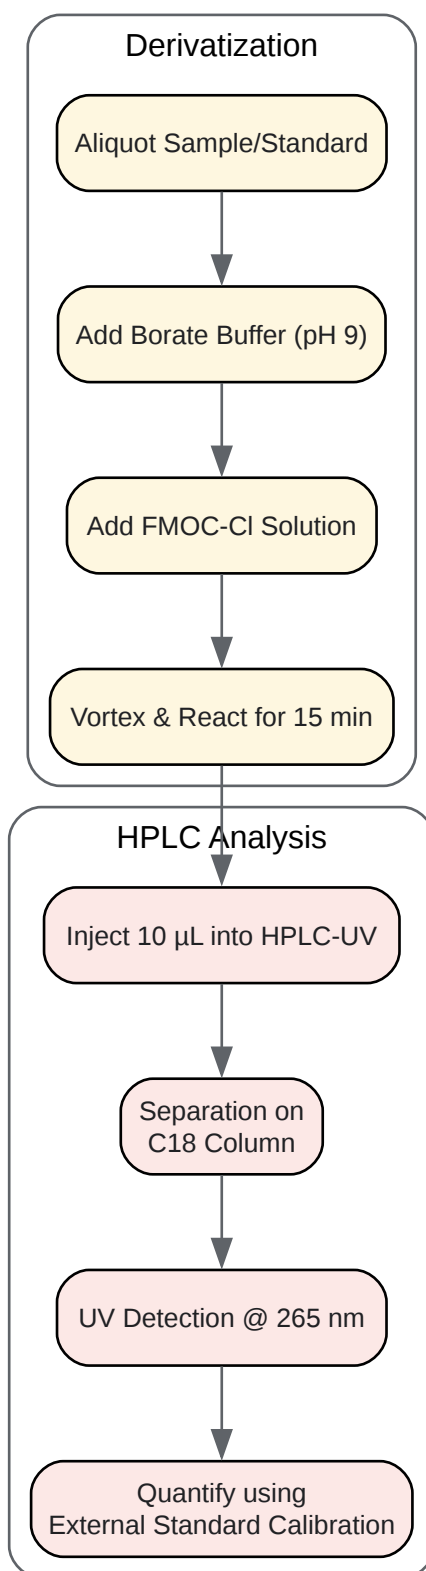 Derivatization
Aliquot Sample/Standard
Add Borate Buffer (pH 9)
Add FMOC-Cl Solution
Vortex & React for 15 min
HPLC Analysis
Inject 10 µL into HPLC-UV
Separation on
C18 Column
UV Detection @ 265 nm
Quantify using
External Standard Calibration